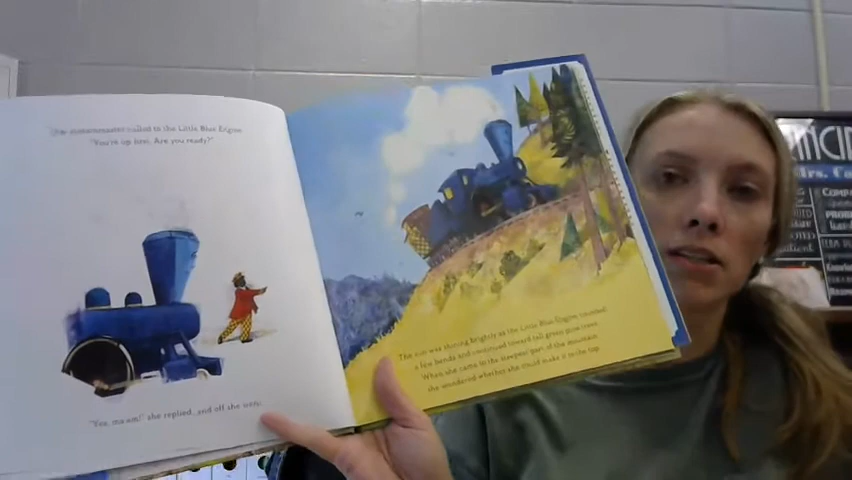 stationmaster called to the Little Blue Engine.
"You're up first. Are you ready?"
"Yes, ma'am!" she replied, and off she went.
The sun was shining brightly as the Little Blue Engine rounded
a few bends and continued toward tall green pine trees.
When she came to the steepest part of the mountain,
she wondered whether she could make it to the top.
Mrs. Co